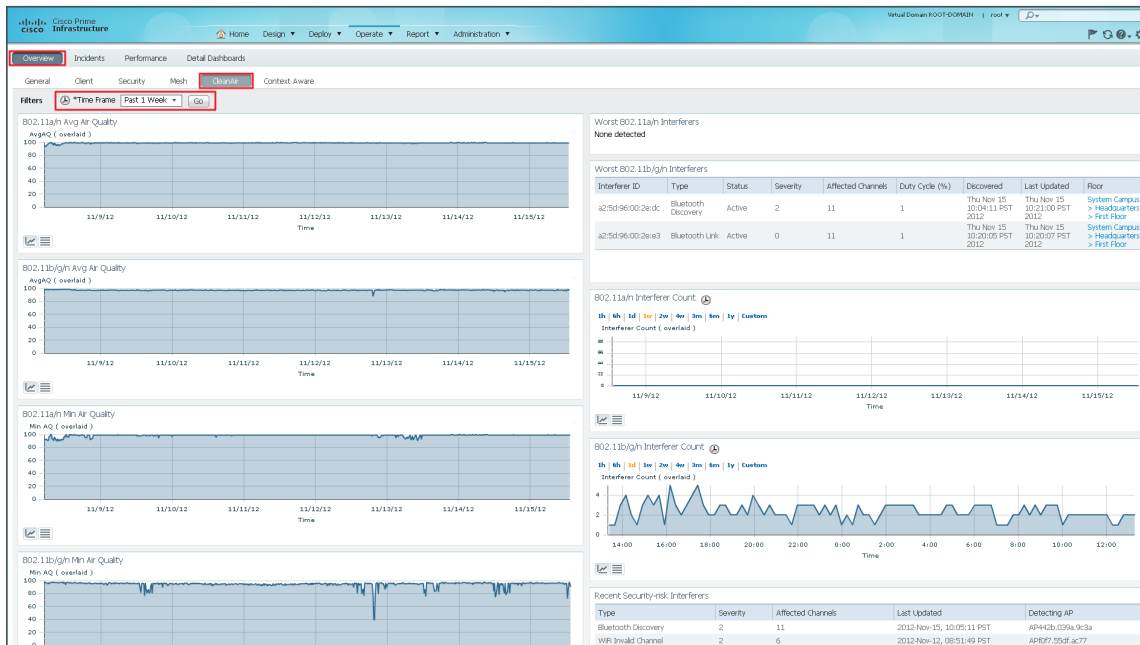 Virtual Domain ROOT-DOMAIN | root
cisco Cisco Prime
Infrastructure
Home Design Deploy Operate Report Administration
Overview Incidents Performance Detail Dashboards
General Client Security Mesh CleanAir Context Aware
Filters *Time Frame Past 1 Week Go
802.11a/n Avg Air Quality
AvgAQ ( overlaid )
100
80
60
40
20
0
11/9/12 11/10/12 11/11/12 11/12/12 11/13/12 11/14/12 11/15/12
Time
802.11b/g/n Avg Air Quality
AvgAQ ( overlaid )
100
80
60
40
20
0
11/9/12 11/10/12 11/11/12 11/12/12 11/13/12 11/14/12 11/15/12
Time
802.11a/n Min Air Quality
Min AQ ( overlaid )
100
80
60
40
20
0
11/9/12 11/10/12 11/11/12 11/12/12 11/13/12 11/14/12 11/15/12
Time
802.11b/g/n Min Air Quality
Min AQ ( overlaid )
100
80
60
40
20
0
Worst 802.11a/n Interferers
None detected
Worst 802.11b/g/n Interferers
Interferer ID Type Status Severity Affected Channels Duty Cycle (%) Discovered Last Updated Floor
a2:5d:96:00:2e:dc Bluetooth Discovery Active 2 11 1 Thu Nov 15 10:04:11 PST 2012 Thu Nov 15 10:21:00 PST 2012 System Campus > Headquarters > First Floor
a2:5d:96:00:2e:e3 Bluetooth Link Active 0 11 1 Thu Nov 15 10:20:05 PST 2012 Thu Nov 15 10:20:07 PST 2012 System Campus > Headquarters > First Floor
802.11a/n Interferer Count
1h | 6h | 1d | 1w | 2w | 4w | 3m | 6m | 1y | Custom
Interferer Count ( overlaid )
88
66
44
22
0
11/9/12 11/10/12 11/11/12 11/12/12 11/13/12 11/14/12 11/15/12
Time
802.11b/g/n Interferer Count
1h | 6h | 1d | 1w | 2w | 4w | 3m | 6m | 1y | Custom
Interferer Count ( overlaid )
4
2
0
14:00 16:00 18:00 20:00 22:00 0:00 2:00 4:00 6:00 8:00 10:00 12:00
Time
Recent Security-risk Interferers
Type Severity Affected Channels Last Updated Detecting AP
Bluetooth Discovery 2 11 2012-Nov-15, 10:05:11 PST AP442b.039a.9c3a
WiFi Invalid Channel 2 6 2012-Nov-12, 08:51:49 PST APf0f7.55df.ac77